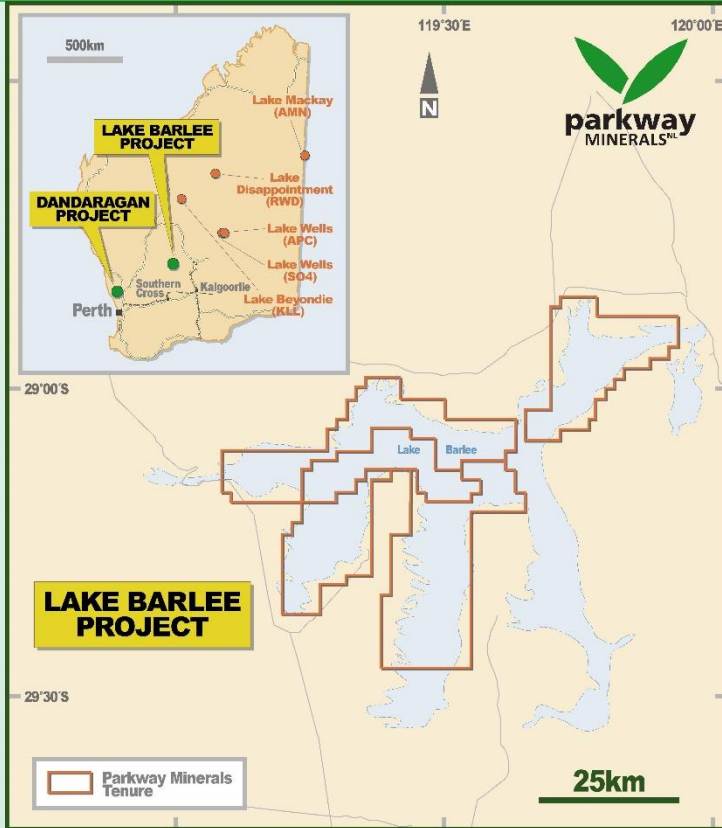 119°30'E
120°00'E
500km
N
parkway
MINERALS NL
Lake Mackay
(AMN)
LAKE BARLEE
PROJECT
Lake
Disappointment
(RWD)
DANDARAGAN
PROJECT
Lake Wells
(APC)
Lake Wells
(SO4)
Southern
Cross
Kalgoorlie
Lake Beyondie
(KLL)
Perth
29°00'S
Lake Barlee
LAKE BARLEE
PROJECT
29°30'S
Parkway Minerals
Tenure
25km